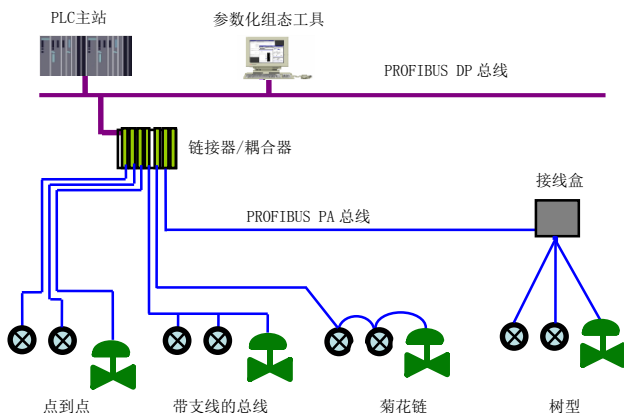 PLC主站
参数化组态工具
PROFIBUS DP 总线
链接器/耦合器
接线盒
PROFIBUS PA 总线
点到点
带支线的总线
菊花链
树型